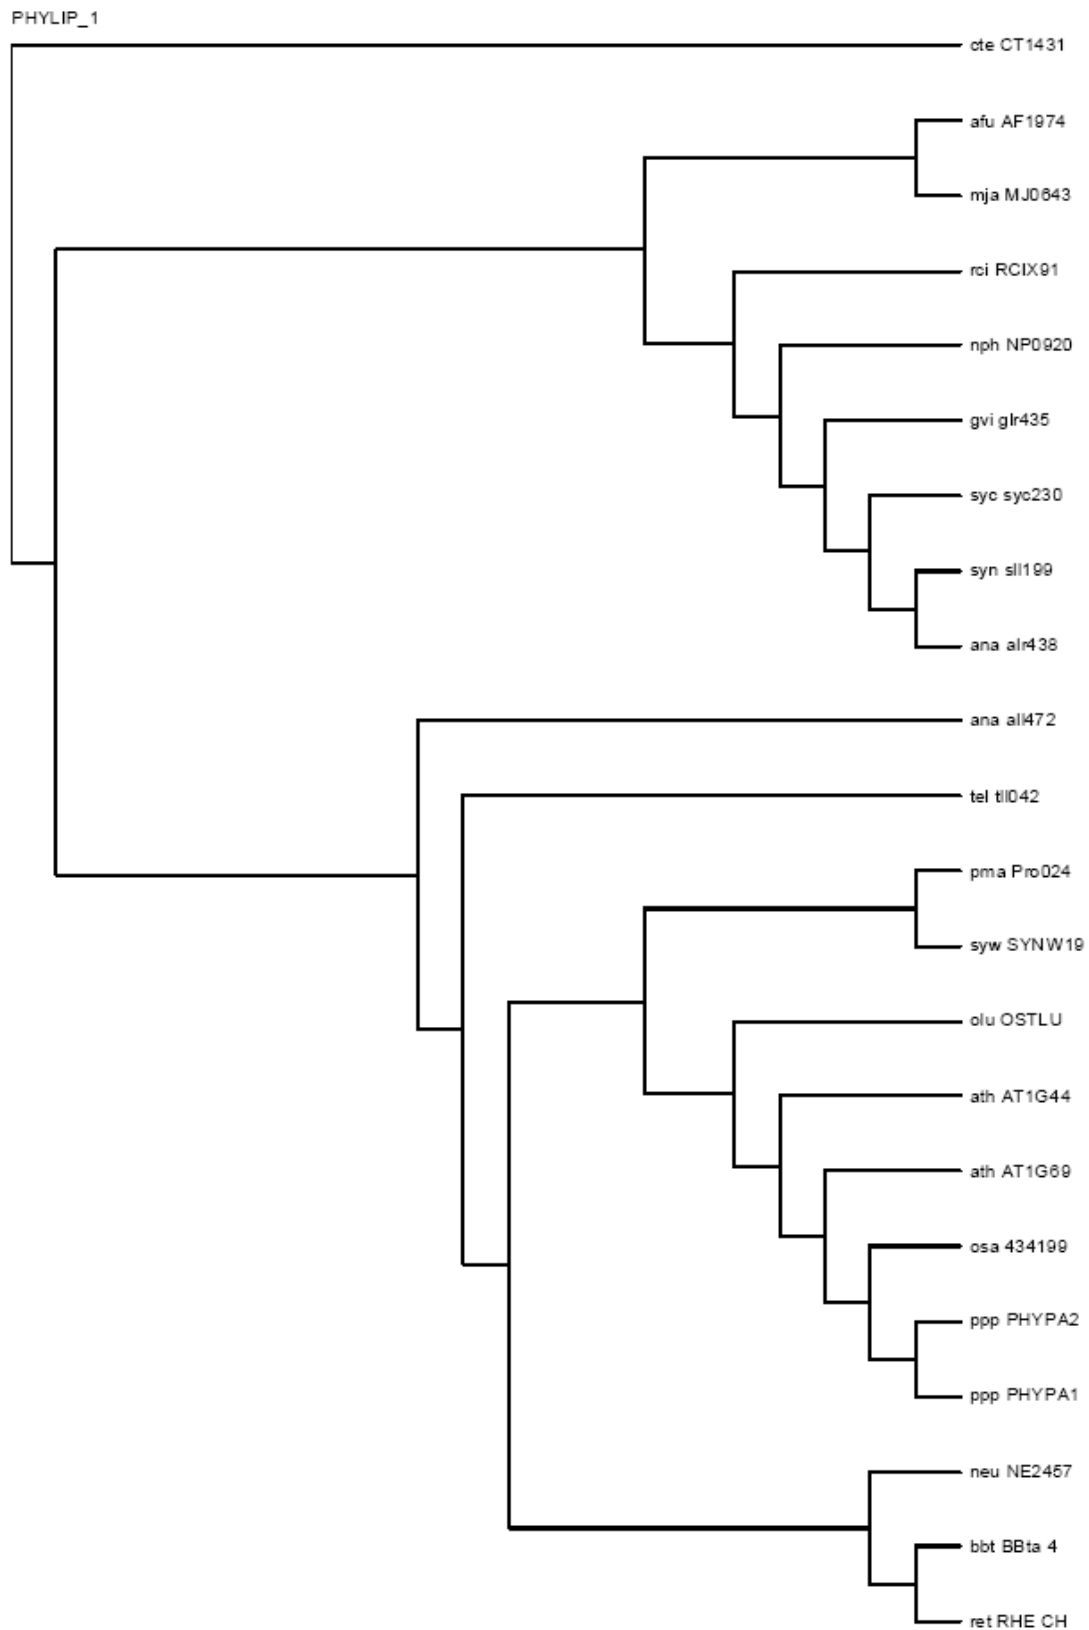 PHYLIP_1
cte CT1431
afu AF1974
mja MJ0643
rci RCIX91
nph NP0920
gvi glr435
syc syc230
syn sll199
ana alr438
ana all472
tel tll042
pma Pro024
syw SYNW19
olu OSTLU
ath AT1G44
ath AT1G69
osa 434199
ppp PHYPA2
ppp PHYPA1
neu NE2457
bbt BBta 4
ret RHE CH